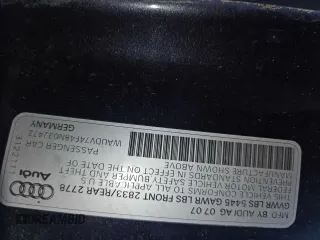 MFD BY AUDI AG 07 07
GVWR LBS 5148 GAWR LBS FRONT 2833/REAR 2778
THIS VEHICLE CONFORMS TO ALL APPLICABLE U.S.
FEDERAL MOTOR VEHICLE SAFETY BUMPER AND THEFT
PREVENTION STANDARDS IN EFFECT ON THE DATE OF
MANUFACTURE SHOWN ABOVE
PASSENGER CAR
GERMANY
Audi